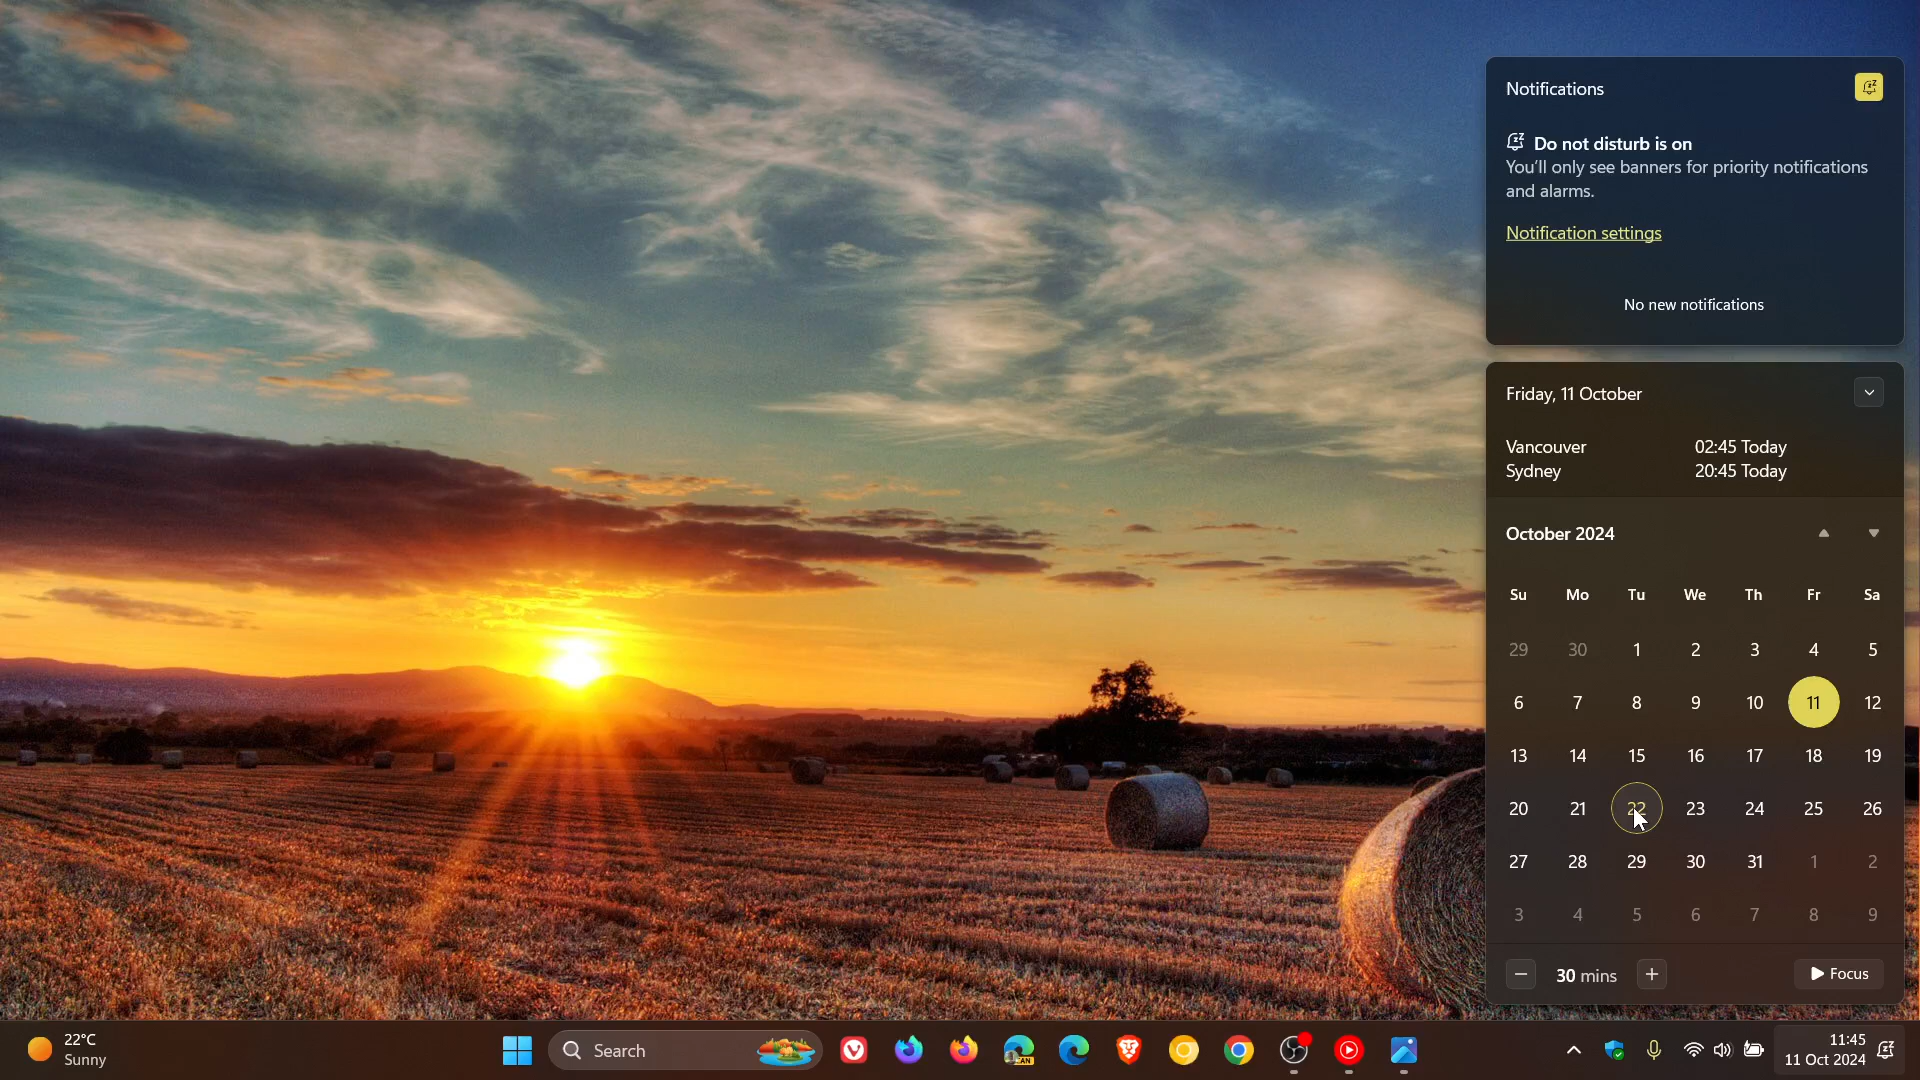 Notifications
Do not disturb is on
You'll only see banners for priority notifications
and alarms.
Notification settings
No new notifications
Friday, 11 October
Vancouver 02:45 Today
Sydney 20:45 Today
October 2024
Su Mo Tu We Th Fr Sa
29 30 1 2 3 4 5
6 7 8 9 10 11 12
13 14 15 16 17 18 19
20 21 22 23 24 25 26
27 28 29 30 31 1 2
3 4 5 6 7 8 9
30 mins
Focus
22°C
Sunny
Search
CAN
11:45
11 Oct 2024